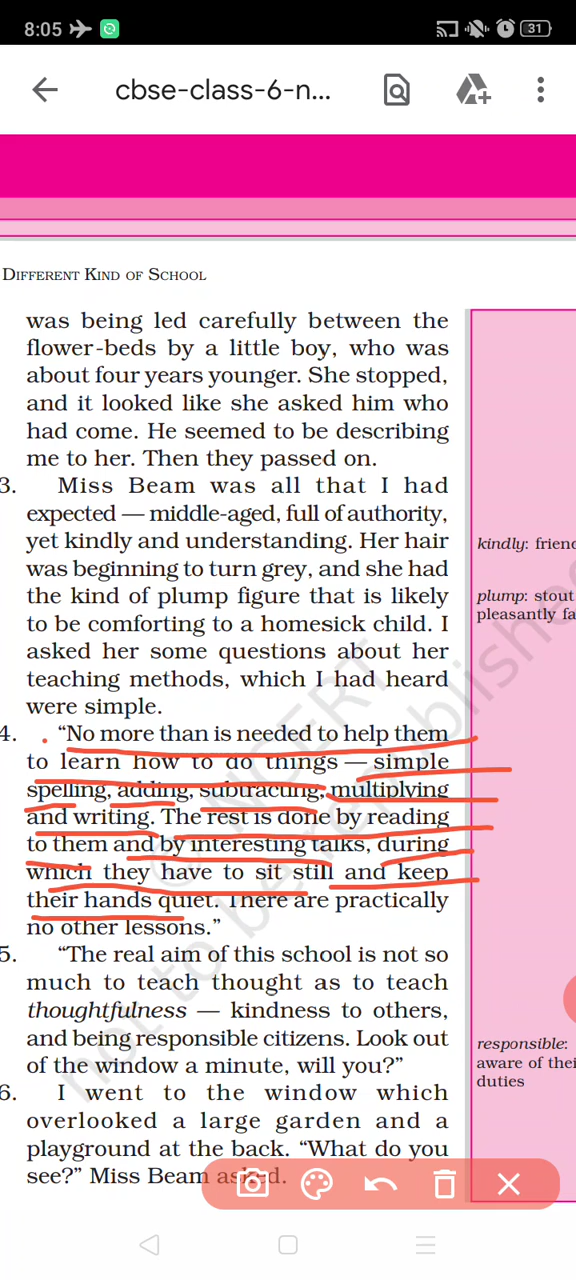 8:05
31
cbse-class-6-n...
DIFFERENT KIND OF SCHOOL
was being led carefully between the
flower-beds by a little boy, who was
about four years younger. She stopped,
and it looked like she asked him who
had come. He seemed to be describing
me to her. Then they passed on.
3. Miss Beam was all that I had
expected — middle-aged, full of authority,
yet kindly and understanding. Her hair
was beginning to turn grey, and she had
the kind of plump figure that is likely
to be comforting to a homesick child. I
asked her some questions about her
teaching methods, which I had heard
were simple.
4. “No more than is needed to help them
to learn how to do things — simple
spelling, adding, subtracting, multiplying
and writing. The rest is done by reading
to them and by interesting talks, during
which they have to sit still and keep
their hands quiet. There are practically
no other lessons.”
5. “The real aim of this school is not so
much to teach thought as to teach
thoughtfulness — kindness to others,
and being responsible citizens. Look out
of the window a minute, will you?”
6. I went to the window which
overlooked a large garden and a
playground at the back. “What do you
see?” Miss Beam asked.
kindly: frien
plump: stout
pleasantly fa
responsible:
aware of thei
duties
© NCERT
not to be republishe